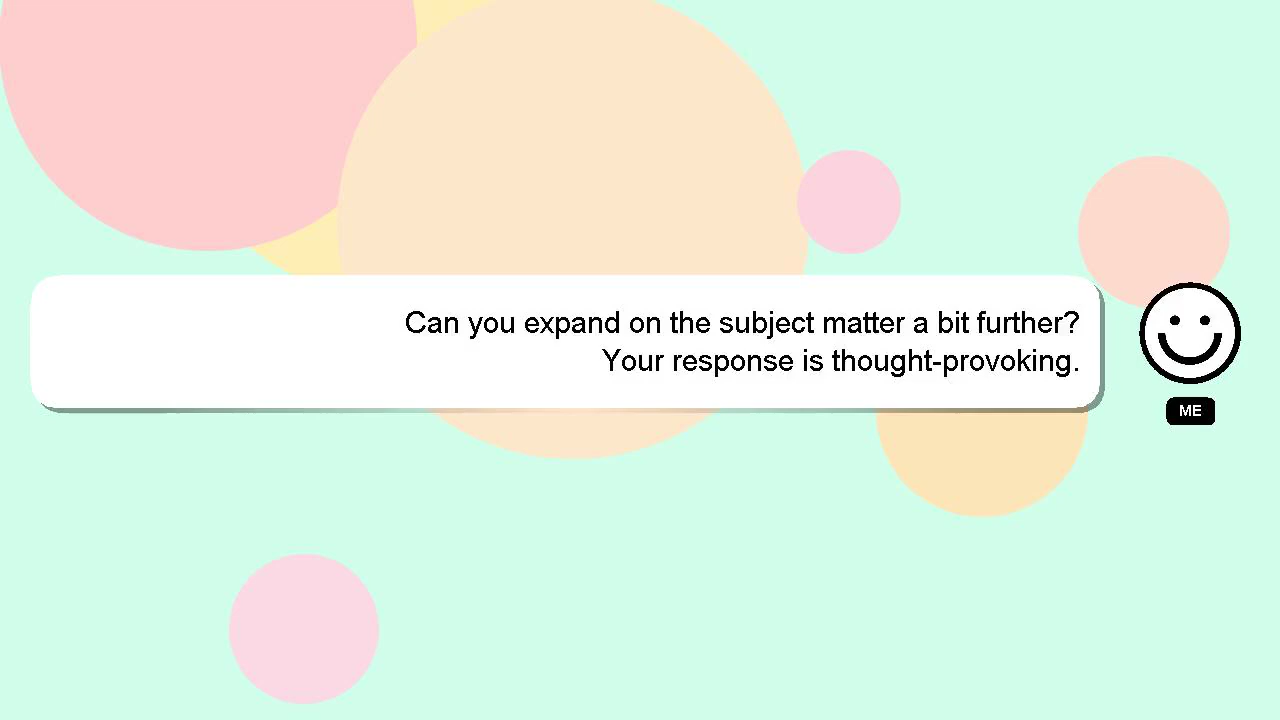 Can you expand on the subject matter a bit further?
Your response is thought-provoking.
ME